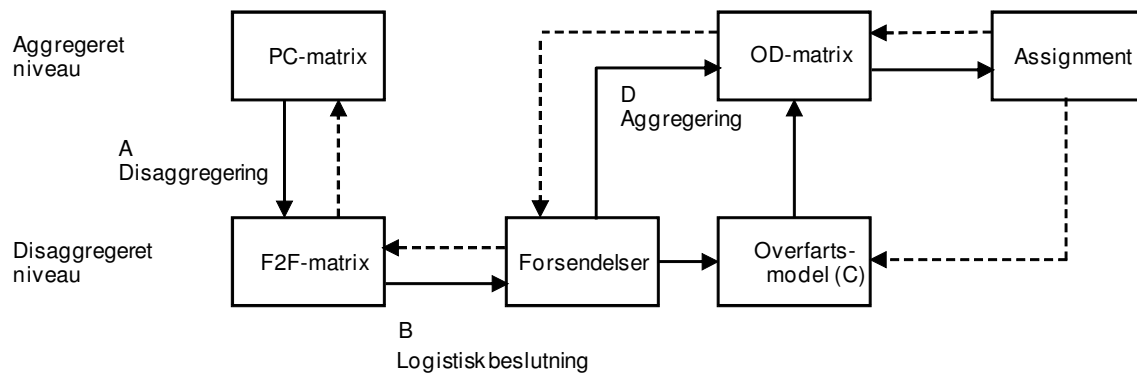 Aggregeret
niveau
PC-matrix
OD-matrix
Assignment
D
Aggregering
A
Disaggregering
Disaggregeret
niveau
F2F-matrix
Forsendelser
Overfarts-
model (C)
B
Logistisk beslutning